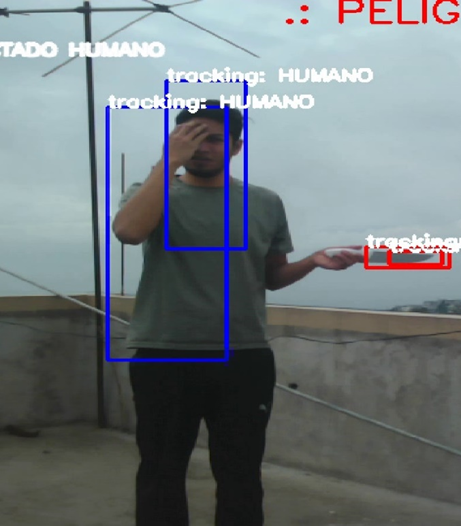 .: PELIG
TADO HUMANO
tracking: HUMANO
tracking: HUMANO
tracking: